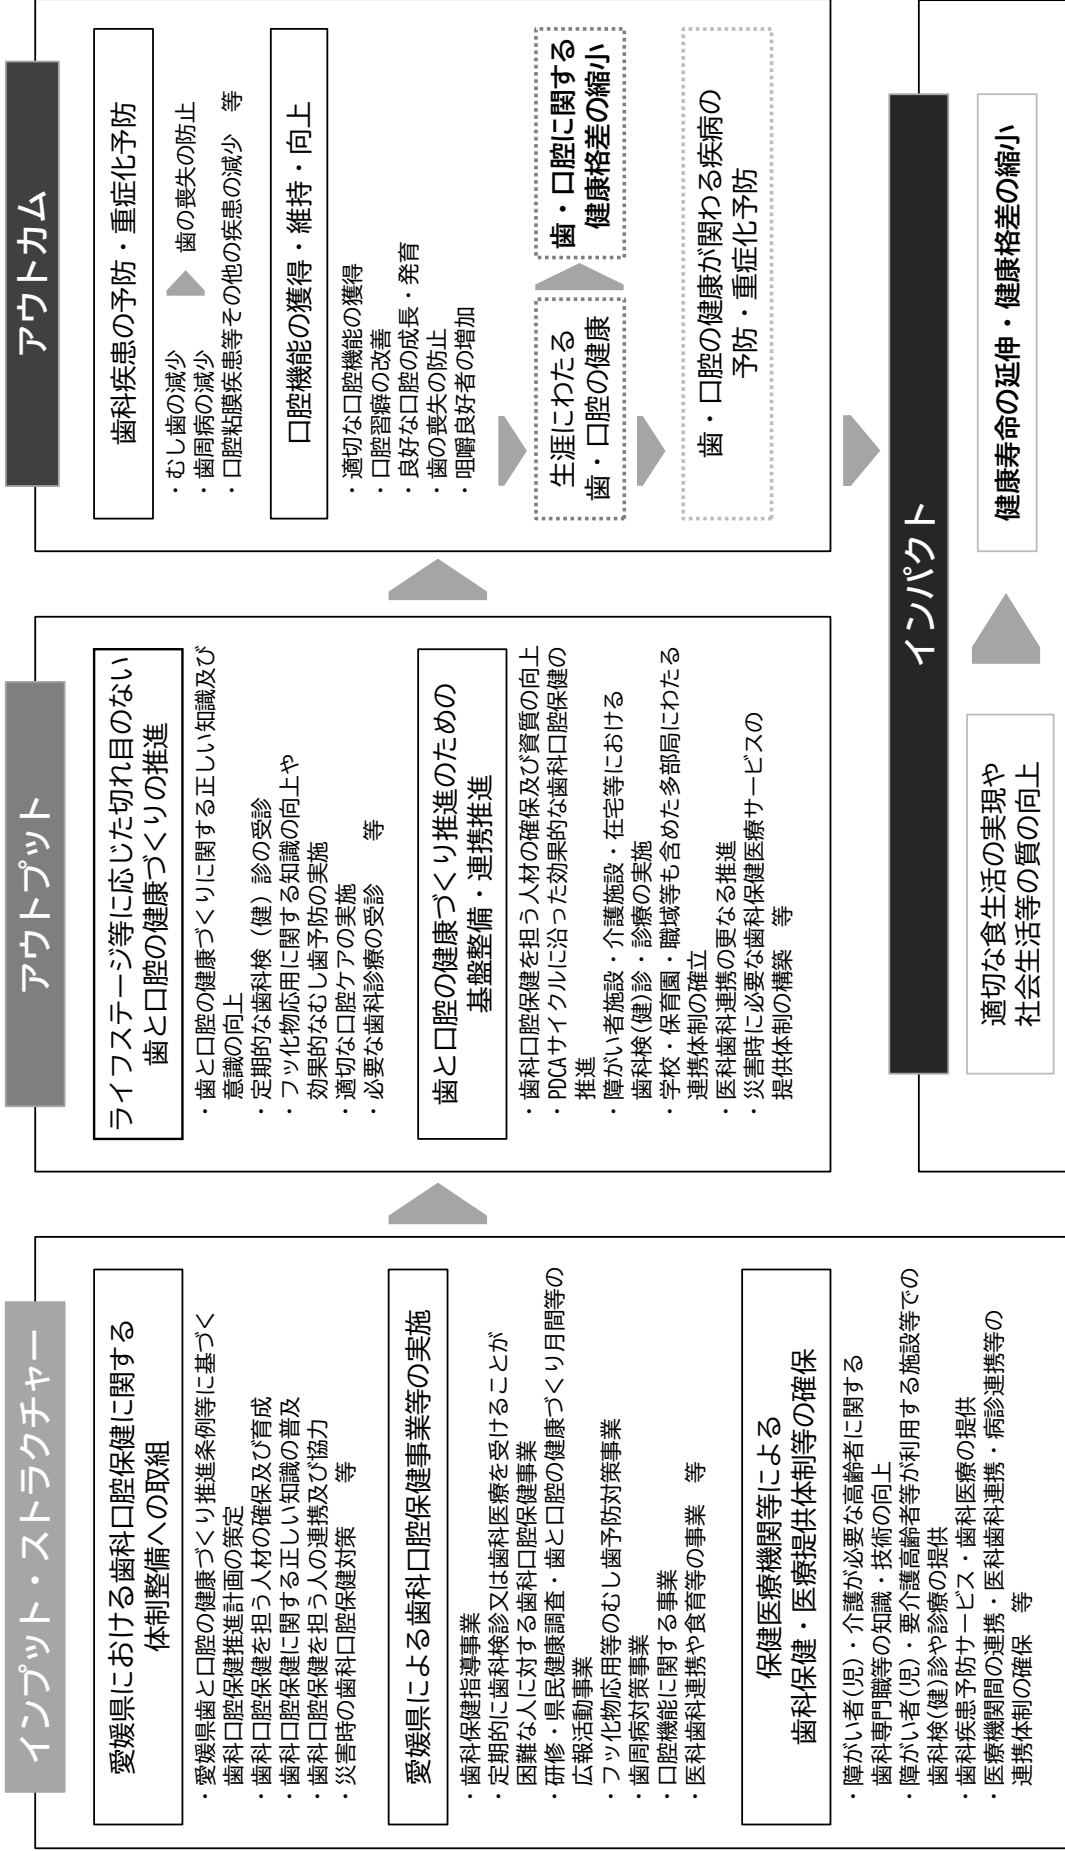 インプット・ストラクチャー
愛媛県における歯科口腔保健に関する
体制整備への取組
・愛媛県歯と口腔の健康づくり推進条例等に基づく
歯科口腔保健推進計画の策定
・歯科口腔保健を担う人材の確保及び育成
・歯科口腔保健に関する正しい知識の普及
・歯科口腔保健を担う人の連携及び協力
・災害時の歯科口腔保健対策　等
愛媛県による歯科口腔保健事業等の実施
・歯科保健指導事業
・定期的に歯科検診又は歯科医療を受けることが
困難な人に対する歯科口腔保健事業
・研修・県民健康調査・歯と口腔の健康づくり月間等の
広報活動事業
・フッ化物応用等のむし歯予防対策事業
・歯周病対策事業
・口腔機能に関する事業
・医科歯科連携や食育等の事業　等
保健医療機関等による
歯科保健・医療提供体制等の確保
・障がい者(児)・介護が必要な高齢者に関する
歯科専門職等の知識・技術の向上
・障がい者(児)・要介護高齢者等が利用する施設等での
歯科検(健)診や診療の提供
・歯科疾患予防サービス・歯科医療の提供
・医療機関間の連携・医科歯科連携・病診連携等の
連携体制の確保　等
アウトプット
ライフステージ等に応じた切れ目のない
歯と口腔の健康づくりの推進
・歯と口腔の健康づくりに関する正しい知識及び
意識の向上
・定期的な歯科検（健）診の受診
・フッ化物応用に関する知識の向上や
効果的なむし歯予防の実施
・適切な口腔ケアの実施
・必要な歯科診療の受診　等
歯と口腔の健康づくり推進のための
基盤整備・連携推進
・歯科口腔保健を担う人材の確保及び資質の向上
・PDCAサイクルに沿った効果的な歯科口腔保健の
推進
・障がい者施設・介護施設・在宅等における
歯科検(健)診・診療の実施
・学校・保育園・職域等も含めた多部局にわたる
連携体制の確立
・医科歯科連携の更なる推進
・災害時に必要な歯科保健医療サービスの
提供体制の構築　等
アウトカム
歯科疾患の予防・重症化予防
・むし歯の減少
・歯周病の減少
歯の喪失の防止
・口腔粘膜疾患等その他の疾患の減少　等
口腔機能の獲得・維持・向上
・適切な口腔機能の獲得
・口腔習癖の改善
・良好な口腔の成長・発育
・歯の喪失の防止
・咀嚼良好者の増加
生涯にわたる
歯・口腔の健康
歯・口腔に関する
健康格差の縮小
歯・口腔の健康が関わる疾病の
予防・重症化予防
インパクト
適切な食生活の実現や
社会生活等の質の向上
健康寿命の延伸・健康格差の縮小